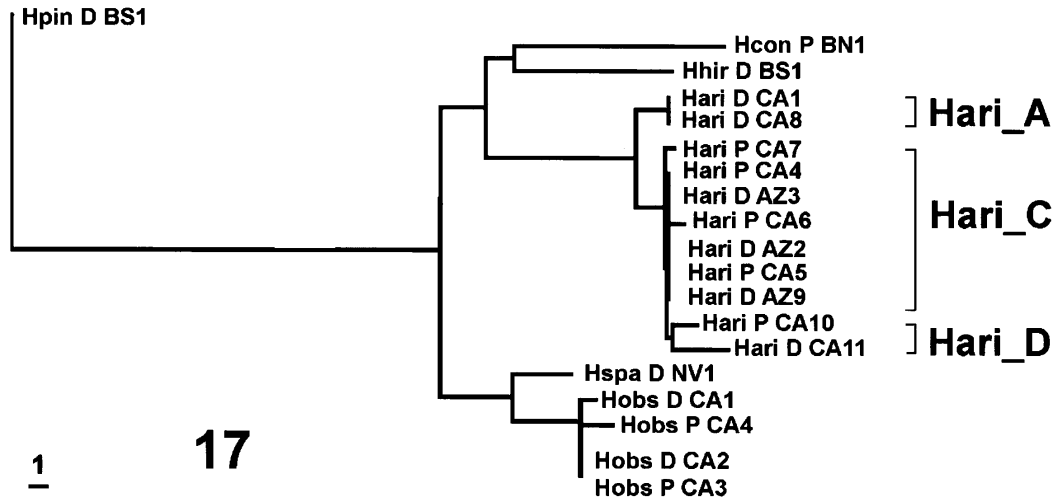 Hpin D BS1
Hcon P BN1
Hhir D BS1
Hari D CA1
Hari D CA8
Hari_A
Hari P CA7
Hari P CA4
Hari D AZ3
Hari P CA6
Hari D AZ2
Hari P CA5
Hari D AZ9
Hari_C
Hari P CA10
Hari D CA11
Hari_D
Hspa D NV1
Hobs D CA1
Hobs P CA4
Hobs D CA2
Hobs P CA3
17
1